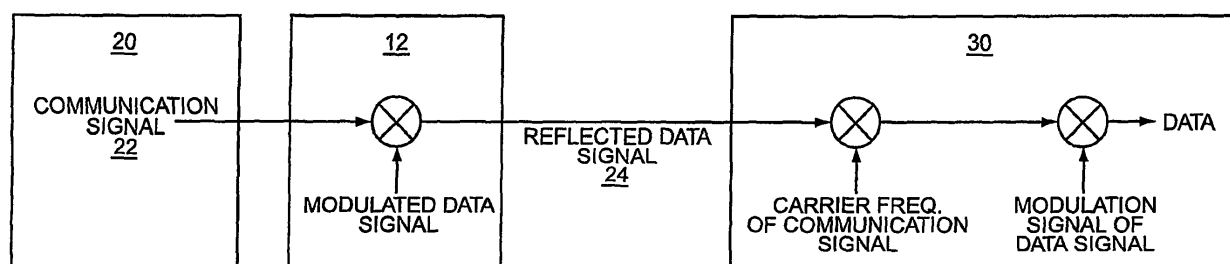 20
COMMUNICATION
SIGNAL
22
12
MODULATED DATA
SIGNAL
REFLECTED DATA
SIGNAL
24
30
CARRIER FREQ.
OF COMMUNICATION
SIGNAL
MODULATION
SIGNAL OF
DATA SIGNAL
DATA